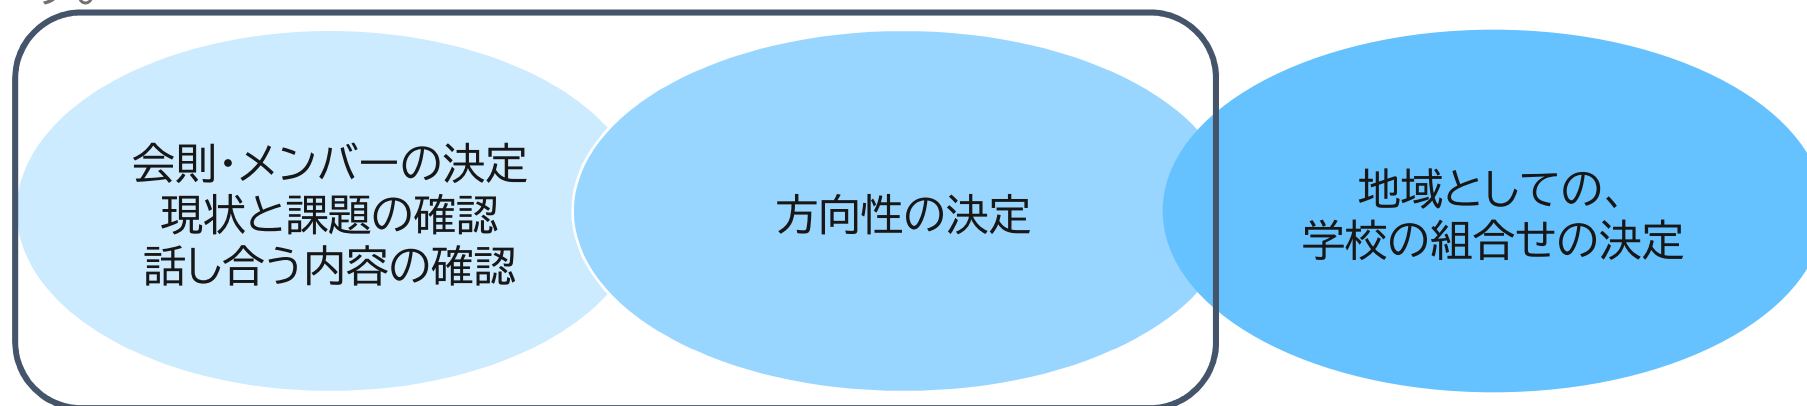 す。
会則・メンバーの決定
現状と課題の確認
話し合う内容の確認
方向性の決定
地域としての、
学校の組合せの決定